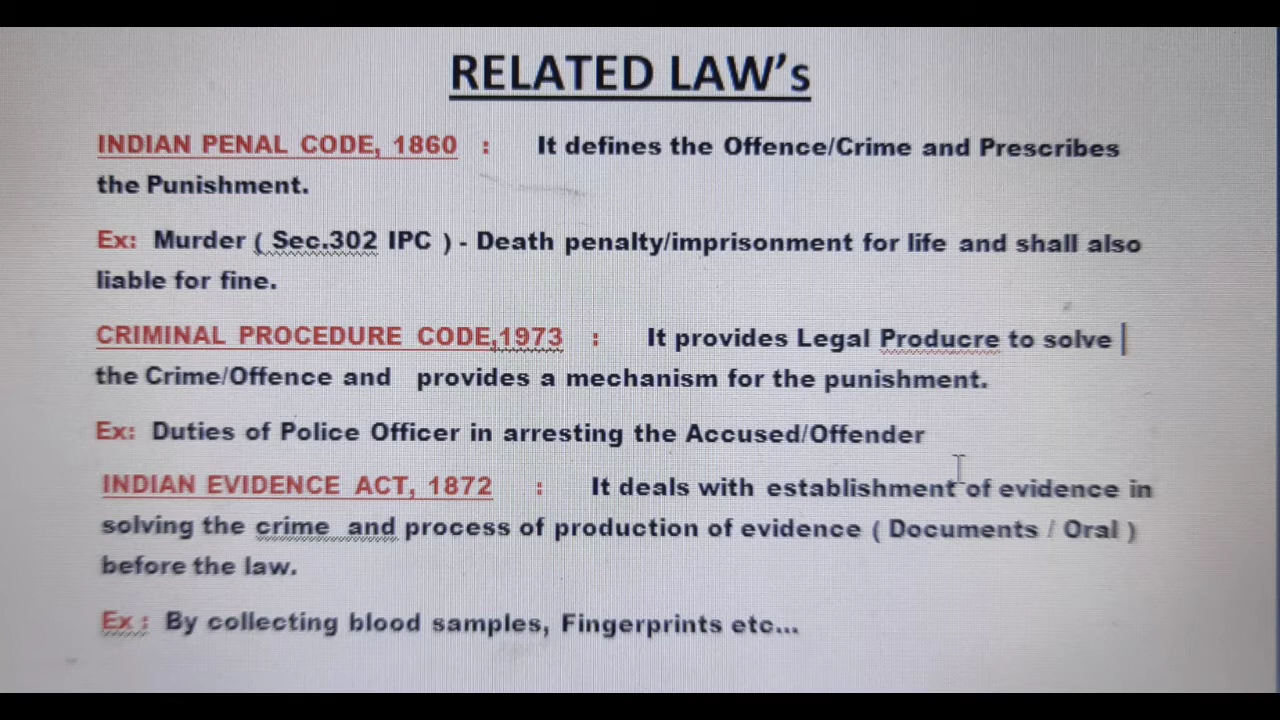 RELATED LAW's
INDIAN PENAL CODE, 1860 : It defines the Offence/Crime and Prescribes
the Punishment.
Ex: Murder ( Sec.302 IPC ) - Death penalty/imprisonment for life and shall also
liable for fine.
CRIMINAL PROCEDURE CODE,1973 : It provides Legal Producre to solve
the Crime/Offence and provides a mechanism for the punishment.
Ex: Duties of Police Officer in arresting the Accused/Offender
INDIAN EVIDENCE ACT, 1872 : It deals with establishment of evidence in
solving the crime and process of production of evidence ( Documents / Oral )
before the law.
Ex : By collecting blood samples, Fingerprints etc...